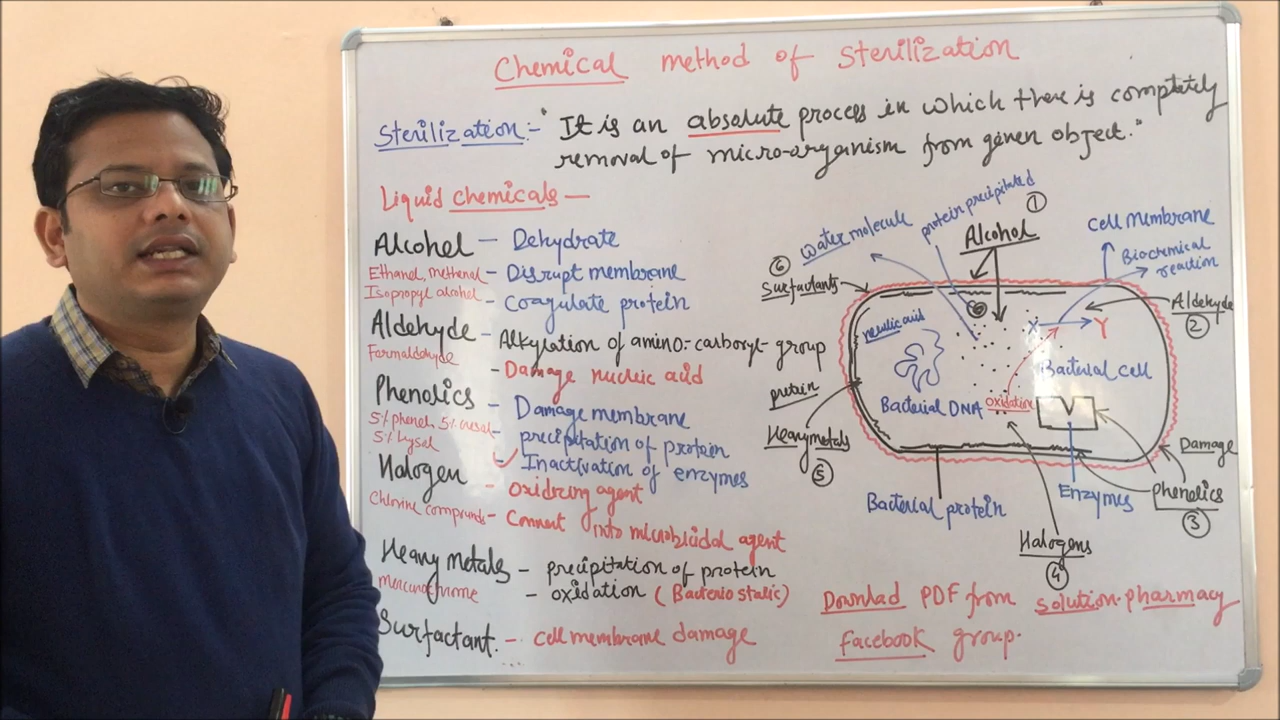 Chemical method of sterilization
Sterilization:- "It is an absolute process in which there is completely
removal of micro-organism from given object."
Liquid chemicals —
Alcohol – Dehydrate
Ethanol, methanol – Disrupt membrane
Isopropyl alcohol – Coagulate protein
Aldehyde – Alkylation of amino-carboxyl-group
Formaldehyde
- Damage nucleic acid
Phenolics – Damage membrane
5% phenol, 5% cresol – precipitation of protein
5% lysol
Inactivation of enzymes
Halogen – oxidizing agent
Chlorine compounds – Convert into microbicidal agent
Heavy metals – precipitation of protein
mercurochrome – oxidation (Bacteriostatic)
Surfactant. – cell membrane damage
water molecule
protein precipitated
1
Alcohol
cell membrane
Biochemical
reaction
6
Surfactants
Aldehyde
2
neculic acid
X
Y
Bacterial cell
protein
Bacterial DNA
oxidation
Heavy metals
5
Damage
Bacterial protein
Enzymes
Phenolics
3
Halogens
4
Downlad PDF from solution-pharmacy
facebook group.